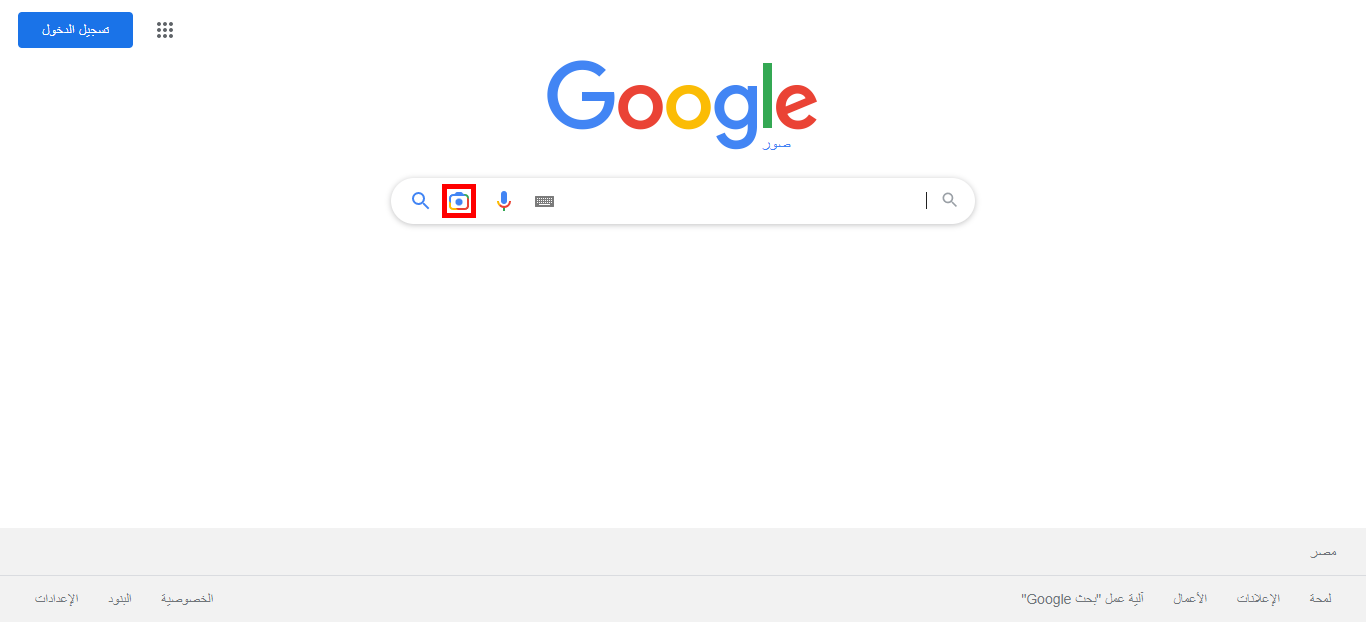 تسجيل الدخول
Google
صور
مصر
لمحة
الإعلانات
الأعمال
آلية عمل "بحث Google"
الخصوصية
البنود
الإعدادات